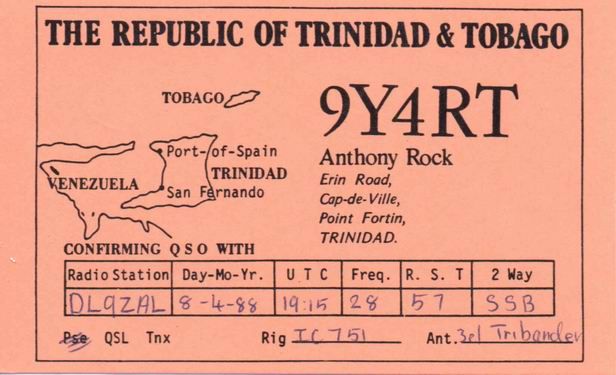 THE REPUBLIC OF TRINIDAD & TOBAGO
TOBAGO
9Y4RT
Port-of-Spain
TRINIDAD
VENEZUELA
San Fernando
Anthony Rock
Erin Road,
Cap-de-Ville,
Point Fortin,
TRINIDAD.
CONFIRMING QSO WITH
Radio Station Day-Mo-Yr. UTC Freq. R. S. T 2 Way
DL9ZAL 8-4-88 19:15 28 57 SSB
Pse QSL Tnx Rig IC 751 Ant. 3el Tribander